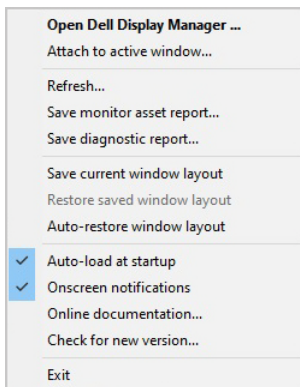 Open Dell Display Manager ...
Attach to active window...
Refresh...
Save monitor asset report...
Save diagnostic report...
Save current window layout
Restore saved window layout
Auto-restore window layout
Auto-load at startup
Onscreen notifications
Online documentation...
Check for new version...
Exit